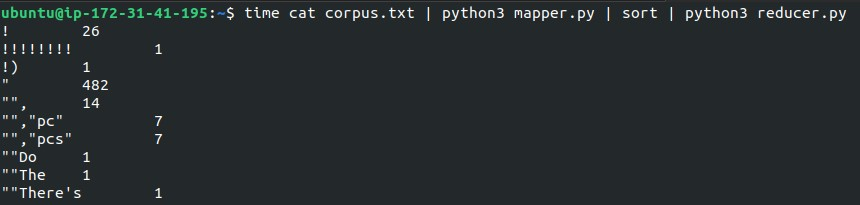 ubuntu@ip-172-31-41-195:~$ time cat corpus.txt | python3 mapper.py | sort | python3 reducer.py
!	26
!!!!!!!!	1
!)	1
"	482
"",	14
"","pc"	7
"","pcs"	7
""Do	1
""The	1
""There's	1